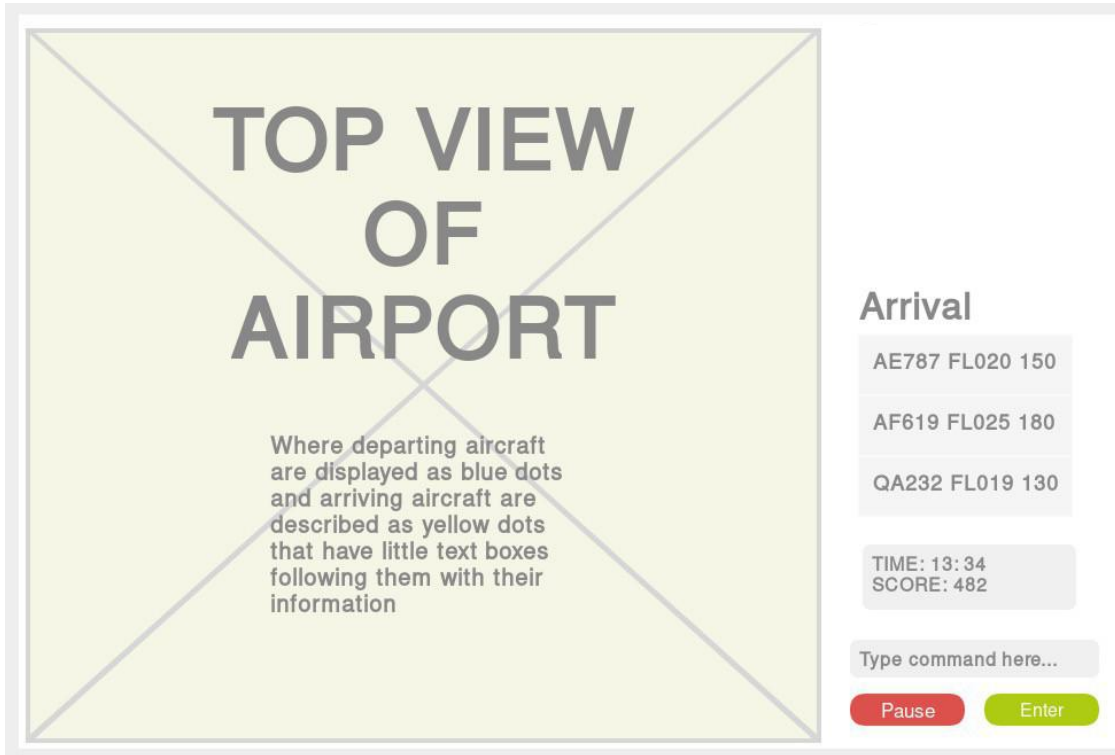 TOP VIEW
OF
AIRPORT
Where departing aircraft
are displayed as blue dots
and arriving aircraft are
described as yellow dots
that have little text boxes
following them with their
information
Arrival
AE787 FL020 150
AF619 FL025 180
QA232 FL019 130
TIME: 13:34
SCORE: 482
Type command here...
Pause
Enter